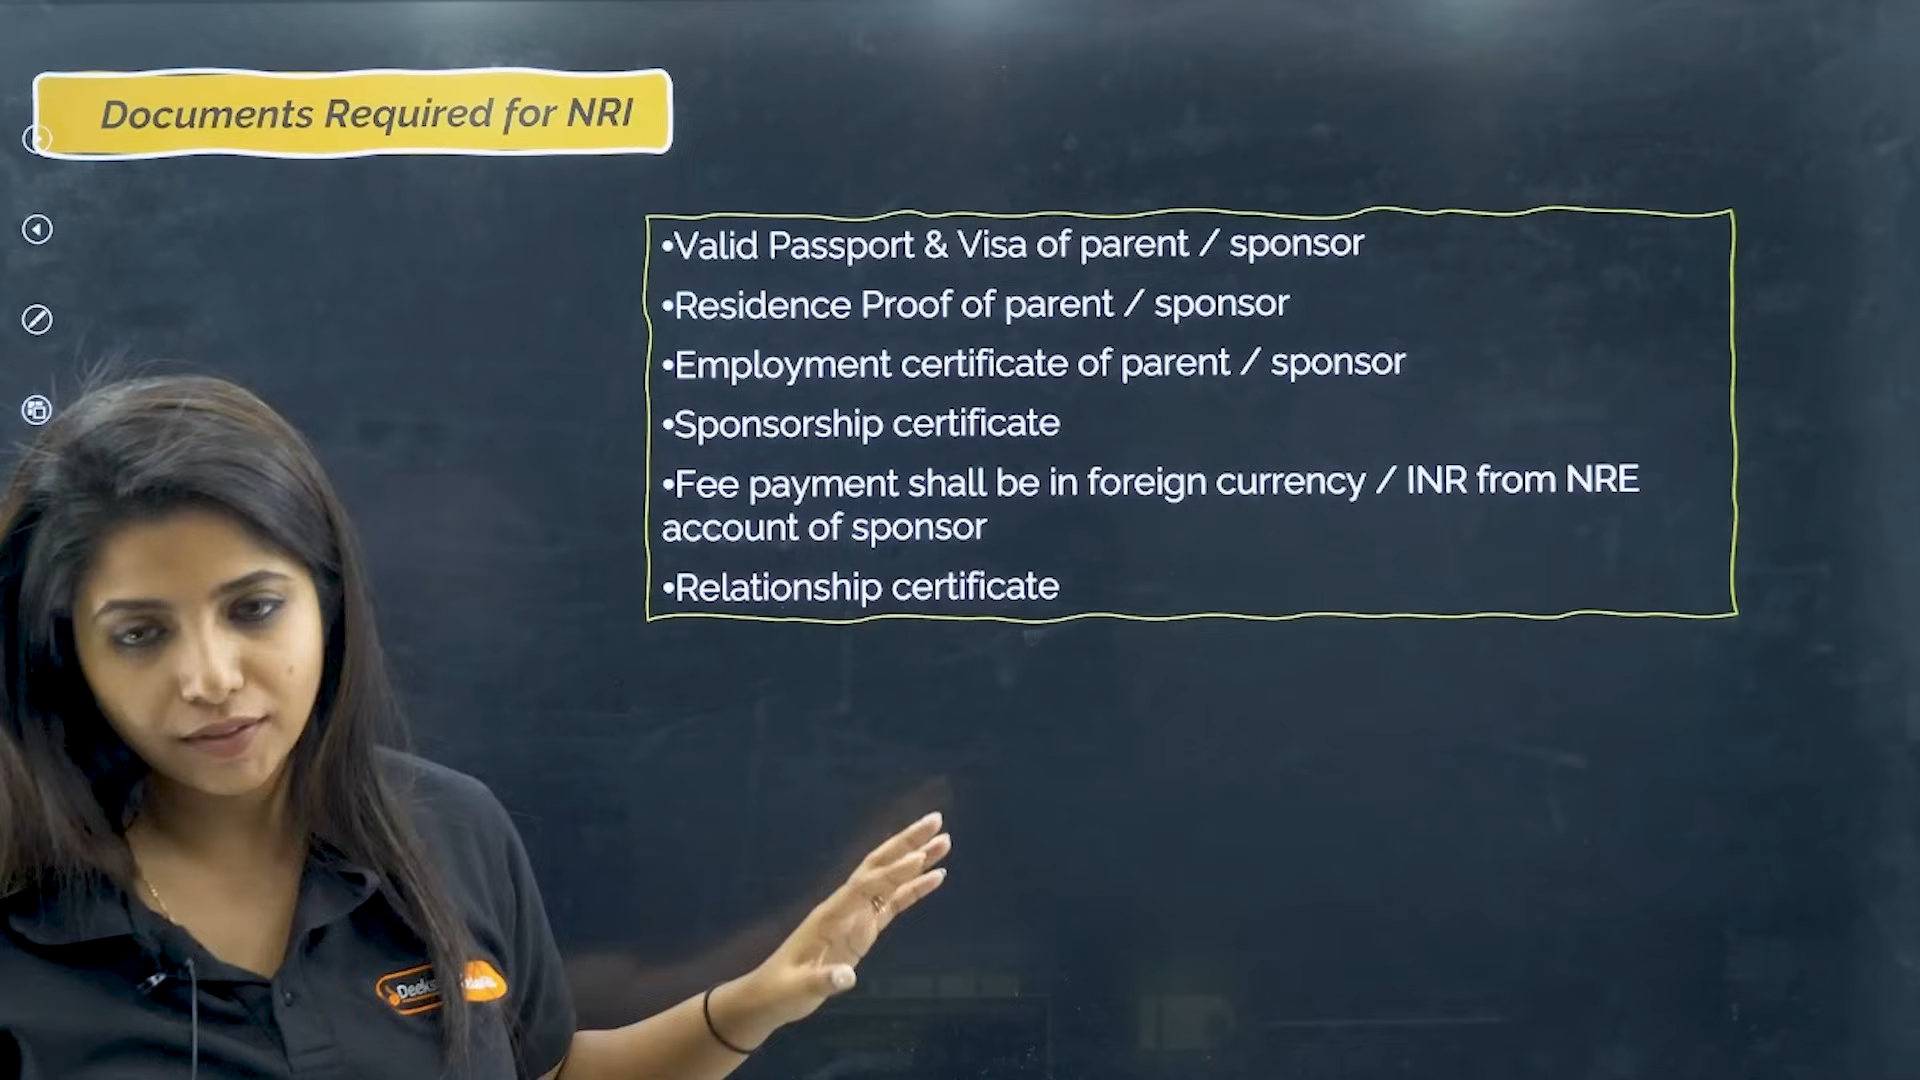 Documents Required for NRI
•Valid Passport & Visa of parent / sponsor
•Residence Proof of parent / sponsor
•Employment certificate of parent / sponsor
•Sponsorship certificate
•Fee payment shall be in foreign currency / INR from NRE
account of sponsor
•Relationship certificate